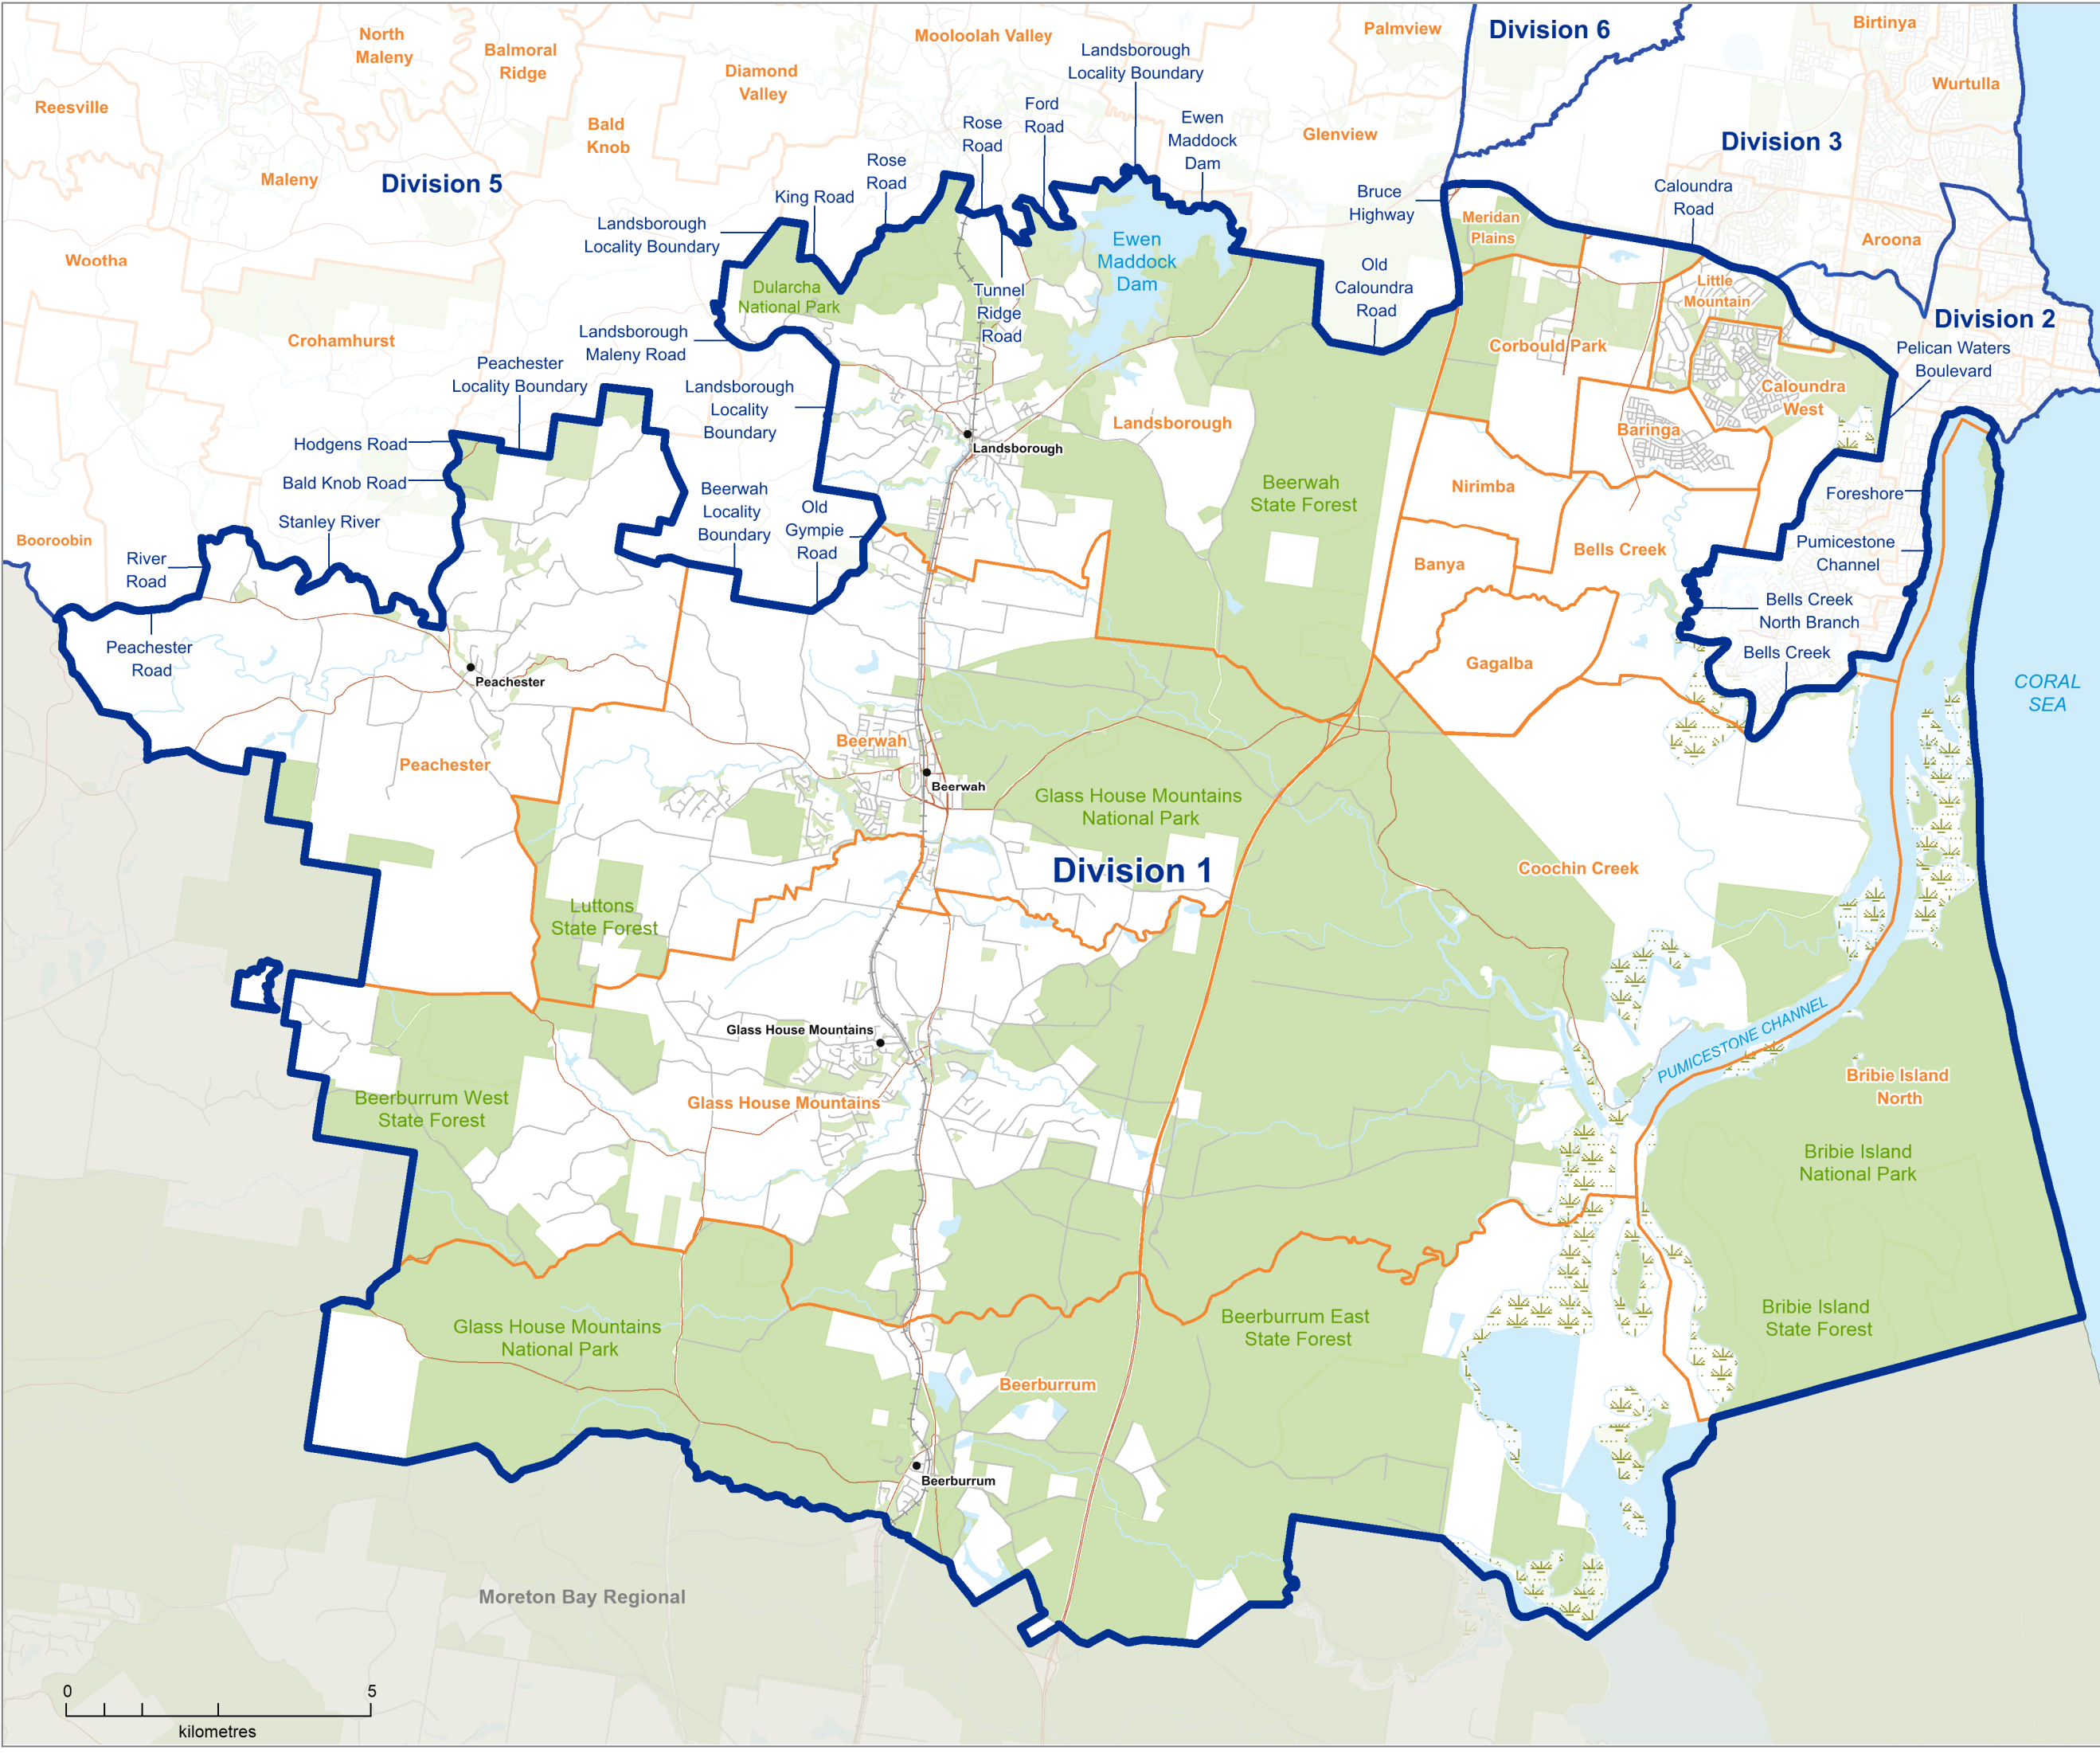 Division 6
Birtinya
North
Maleny
Balmoral
Ridge
Mooloolah Valley
Palmview
Landsborough
Locality Boundary
Diamond
Valley
Wurtulla
Reesville
Ford
Road
Ewen
Maddock
Dam
Bald
Knob
Rose
Road
Glenview
Division 3
Rose
Road
Maleny
Division 5
King Road
Bruce
Highway
Caloundra
Road
Landsborough
Locality Boundary
Meridan
Plains
Aroona
Ewen
Maddock
Dam
Wootha
Old
Caloundra
Road
Dularcha
National Park
Tunnel
Ridge
Road
Little
Mountain
Division 2
Landsborough
Maleny Road
Crohamhurst
Corbould Park
Pelican Waters
Boulevard
Peachester
Locality Boundary
Landsborough
Locality
Boundary
Caloundra
West
Landsborough
Baringa
Hodgens Road
Landsborough
Bald Knob Road
Beerwah
State Forest
Nirimba
Foreshore
Beerwah
Locality
Boundary
Old
Gympie
Road
Stanley River
Booroobin
River
Road
Bells Creek
Pumicestone
Channel
Banya
Bells Creek
North Branch
Peachester
Road
Bells Creek
Gagalba
Peachester
CORAL
SEA
Beerwah
Peachester
Beerwah
Glass House Mountains
National Park
Division 1
Coochin Creek
Luttons
State Forest
Glass House Mountains
PUMICESTONE CHANNEL
Bribie Island
North
Beerburrum West
State Forest
Glass House Mountains
Bribie Island
National Park
Bribie Island
State Forest
Glass House Mountains
National Park
Beerburrum East
State Forest
Beerburrum
Beerburrum
Moreton Bay Regional
0 5
kilometres